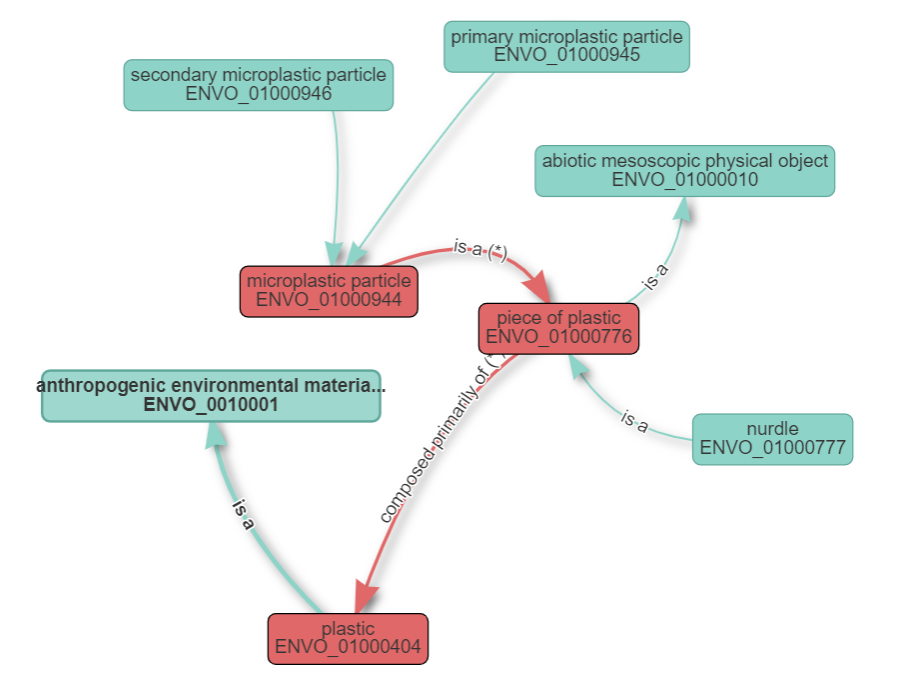 primary microplastic particle
ENVO_01000945
secondary microplastic particle
ENVO_01000946
abiotic mesoscopic physical object
ENVO_01000010
is a (*)
is a
microplastic particle
ENVO_01000944
piece of plastic
ENVO_01000776
anthropogenic environmental materia...
ENVO_0010001
composed primarily of (*)
is a
nurdle
ENVO_01000777
is a
plastic
ENVO_01000404